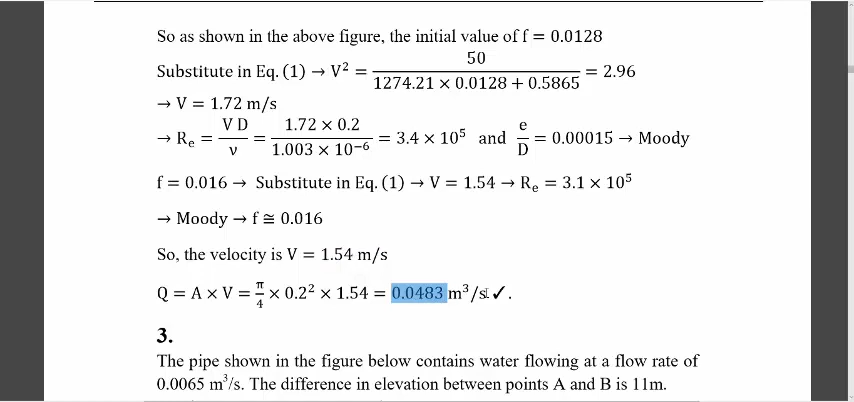 So as shown in the above figure, the initial value of f = 0.0128
Substitute in Eq. (1) → V² = 50 / (1274.21 × 0.0128 + 0.5865) = 2.96
→ V = 1.72 m/s
→ Rₑ = V D / ν = 1.72 × 0.2 / 1.003 × 10⁻⁶ = 3.4 × 10⁵ and e / D = 0.00015 → Moody
f = 0.016 → Substitute in Eq. (1) → V = 1.54 → Rₑ = 3.1 × 10⁵
→ Moody → f ≅ 0.016
So, the velocity is V = 1.54 m/s
Q = A × V = π/4 × 0.2² × 1.54 = 0.0483 m³/s ✓.
3.
The pipe shown in the figure below contains water flowing at a flow rate of
0.0065 m³/s. The difference in elevation between points A and B is 11m.